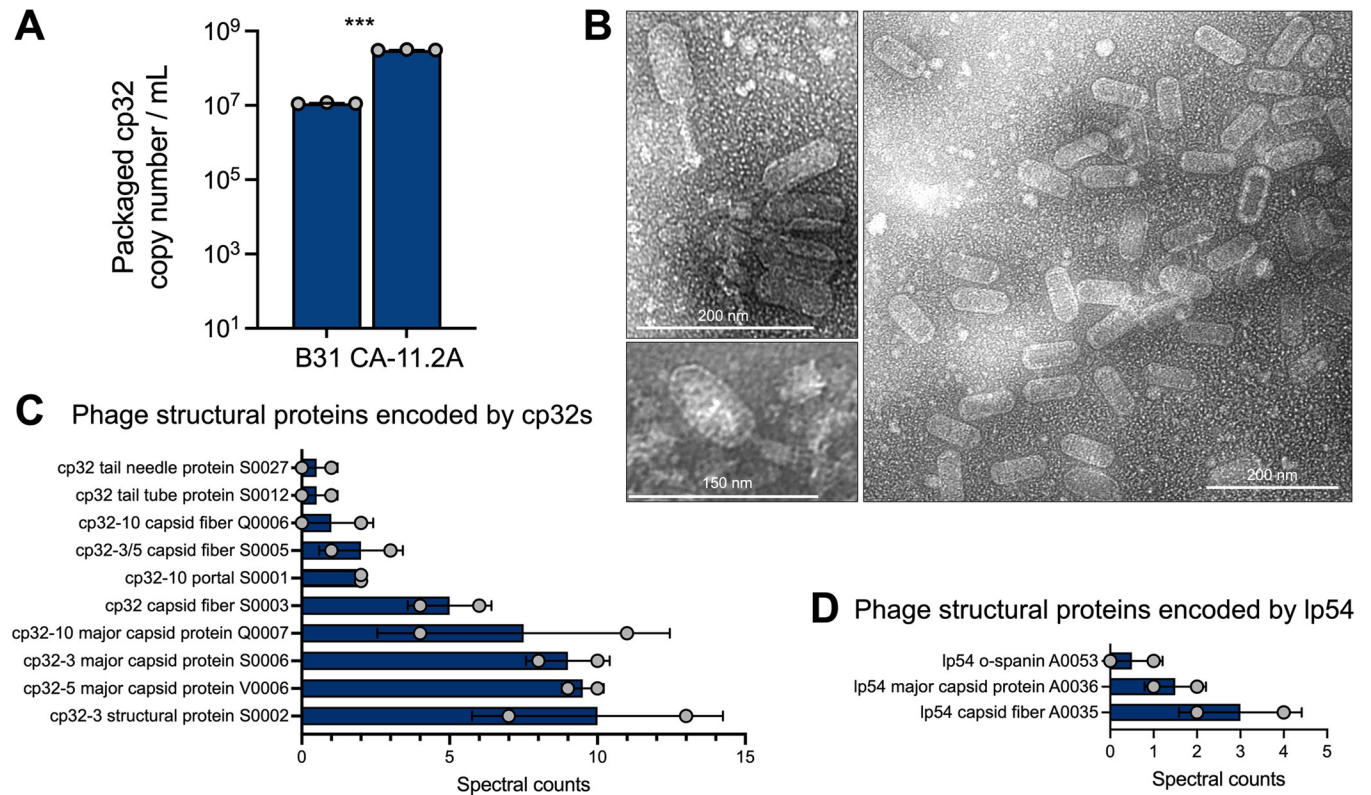 A
***
Packaged cp32
copy number / mL
10⁹
10⁷
10⁵
10³
10¹
B31 CA-11.2A
B
200 nm
150 nm
200 nm
C Phage structural proteins encoded by cp32s
cp32 tail needle protein S0027
cp32 tail tube protein S0012
cp32-10 capsid fiber Q0006
cp32-3/5 capsid fiber S0005
cp32-10 portal S0001
cp32 capsid fiber S0003
cp32-10 major capsid protein Q0007
cp32-3 major capsid protein S0006
cp32-5 major capsid protein V0006
cp32-3 structural protein S0002
0 5 10 15
Spectral counts
D Phage structural proteins encoded by lp54
lp54 o-spanin A0053
lp54 major capsid protein A0036
lp54 capsid fiber A0035
0 1 2 3 4 5
Spectral counts